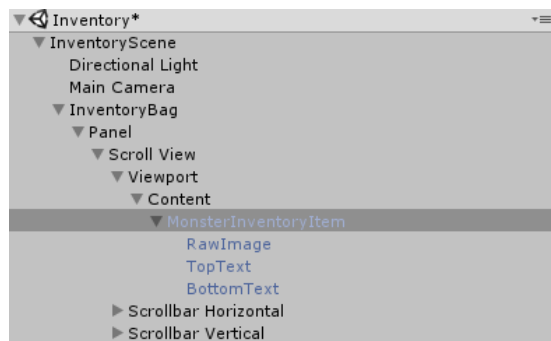 Inventory*
InventoryScene
Directional Light
Main Camera
InventoryBag
Panel
Scroll View
Viewport
Content
MonsterInventoryItem
RawImage
TopText
BottomText
Scrollbar Horizontal
Scrollbar Vertical